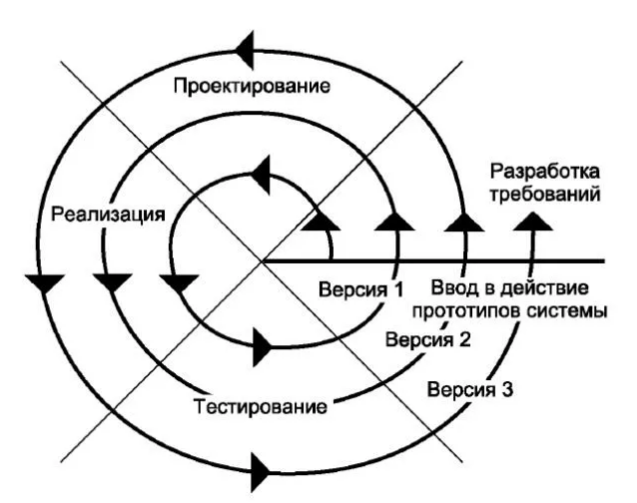 Проектирование
Разработка
требований
Реализация
Версия 1
Ввод в действие
прототипов системы
Версия 2
Версия 3
Тестирование